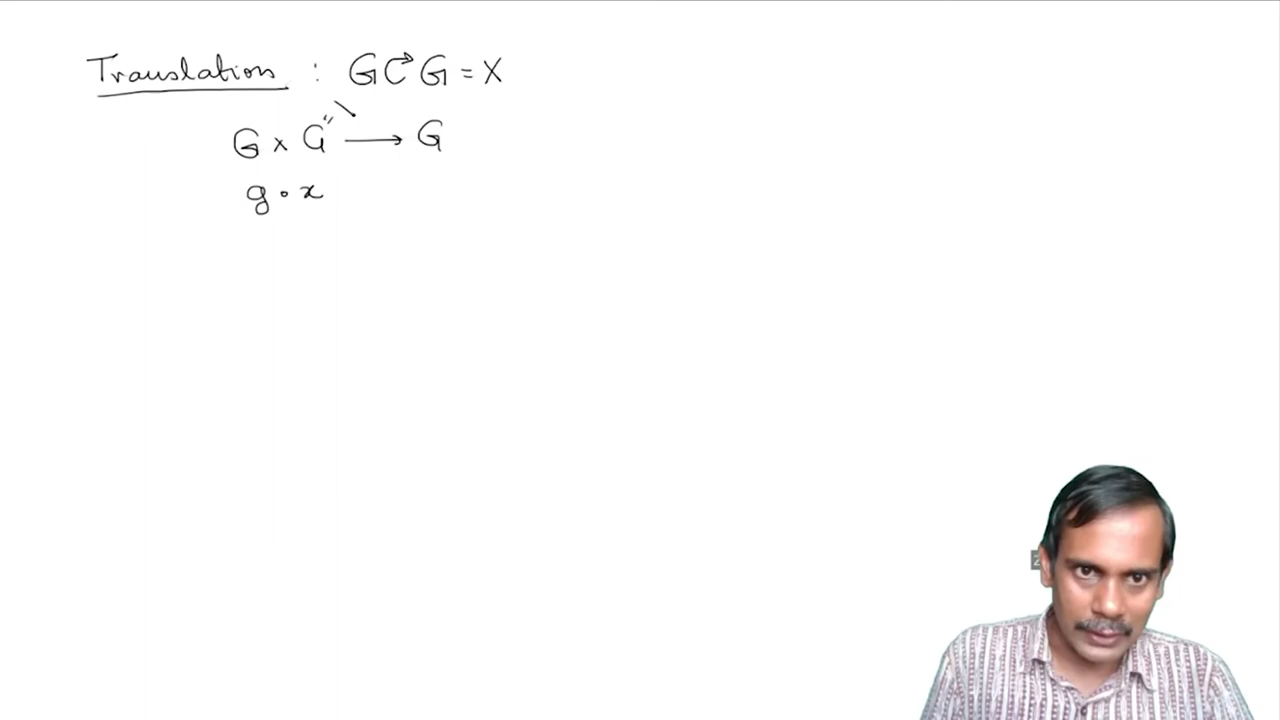 Translation : G ⟳ G = X
G × G" ⟶ G
g ∘ x